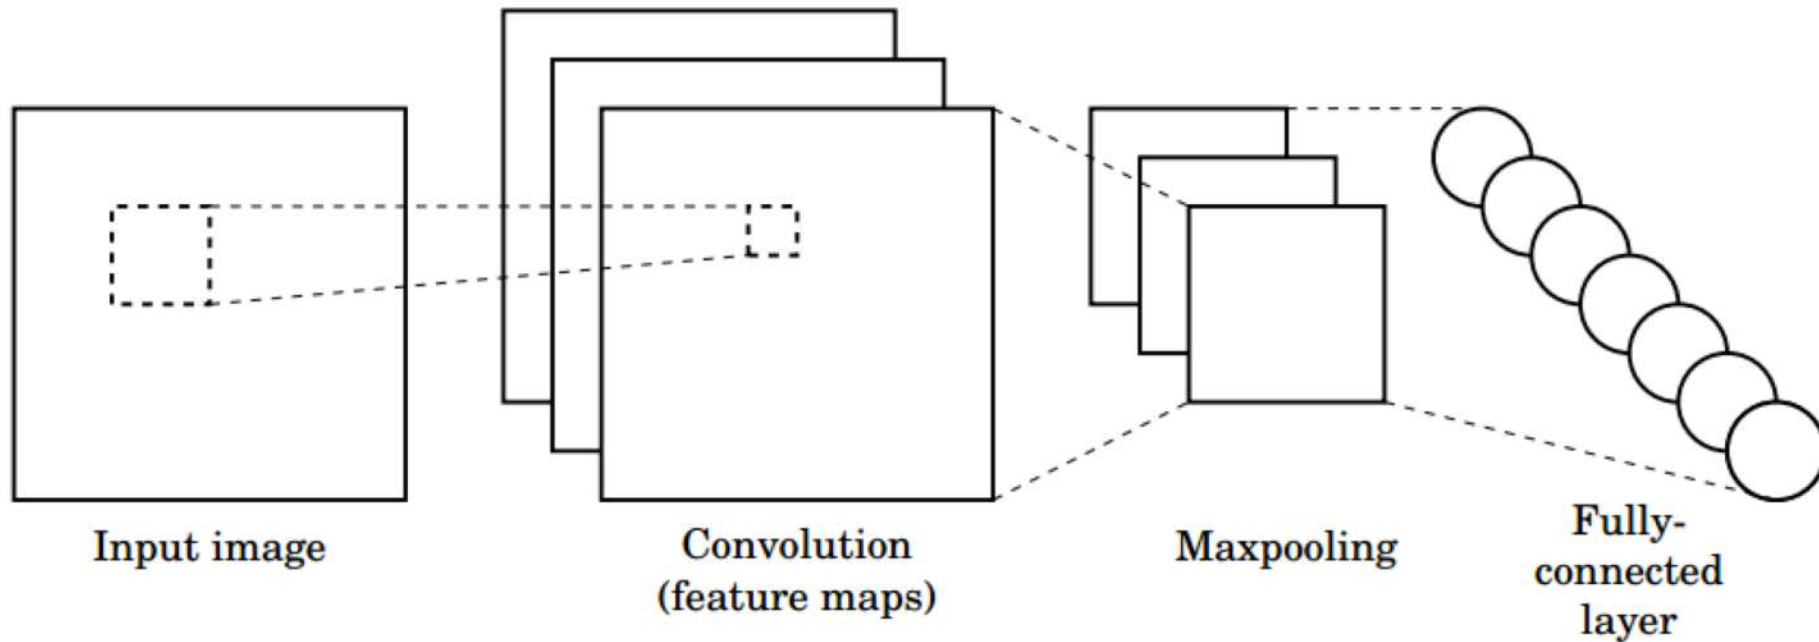 Input image
Convolution
(feature maps)
Maxpooling
Fully-
connected
layer